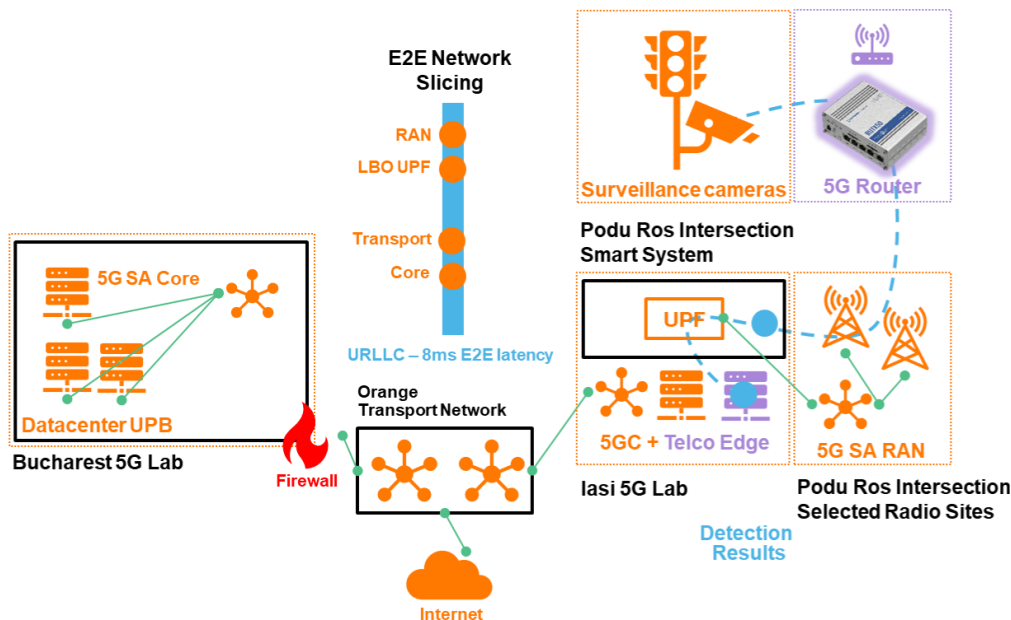 E2E Network
Slicing
RAN
LBO UPF
Transport
Core
URLLC – 8ms E2E latency
Surveillance cameras
5G Router
RUTX50
Podu Ros Intersection
Smart System
5G SA Core
Datacenter UPB
Bucharest 5G Lab
Firewall
Orange
Transport Network
Internet
UPF
5GC + Telco Edge
Iasi 5G Lab
5G SA RAN
Podu Ros Intersection
Selected Radio Sites
Detection
Results